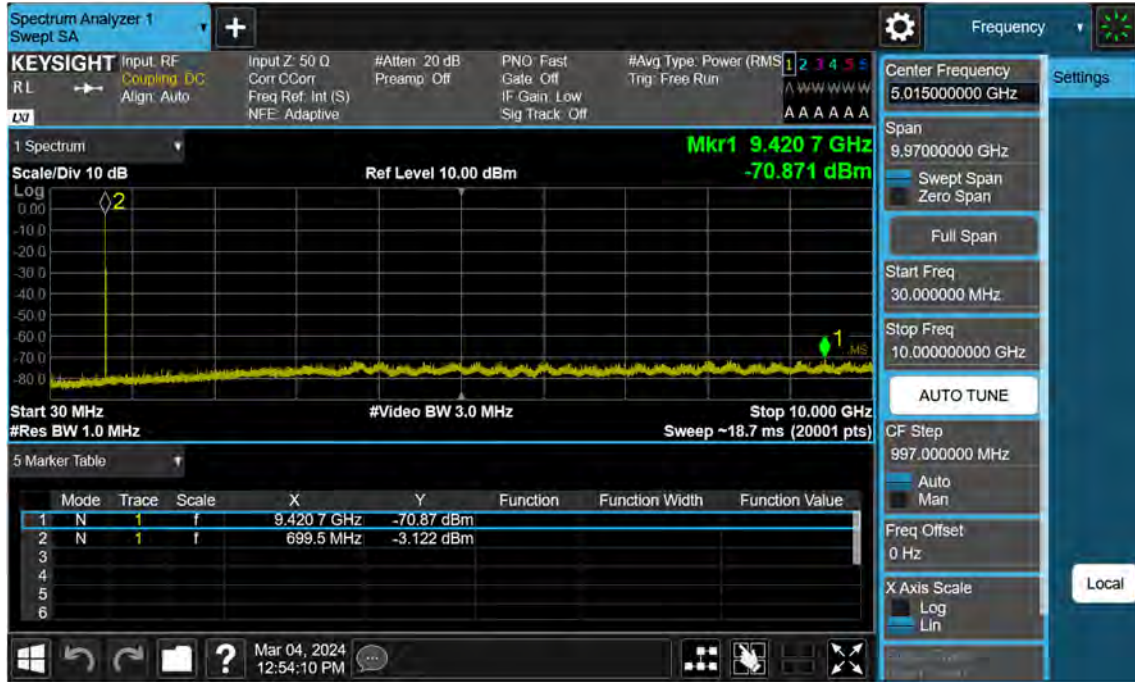 Spectrum Analyzer 1
Swept SA
+
Frequency
KEYSIGHT
RL
LXI
Input: RF
Coupling: DC
Align: Auto
Input Z: 50 Ω
Corr CCorr
Freq Ref: Int (S)
NFE: Adaptive
#Atten: 20 dB
Preamp: Off
PNO: Fast
Gate: Off
IF Gain: Low
Sig Track: Off
#Avg Type: Power (RMS
Trig: Free Run
1 2 3 4 5 6
A W W W W W
A A A A A A
Center Frequency
5.015000000 GHz
Settings
Span
9.97000000 GHz
Swept Span
Zero Span
Full Span
Start Freq
30.000000 MHz
Stop Freq
10.000000000 GHz
AUTO TUNE
CF Step
997.000000 MHz
Auto
Man
Freq Offset
0 Hz
X Axis Scale
Log
Lin
Local
1 Spectrum
Scale/Div 10 dB
Ref Level 10.00 dBm
Mkr1 9.420 7 GHz
-70.871 dBm
Log
0.00
-10.0
-20.0
-30.0
-40.0
-50.0
-60.0
-70.0
-80.0
2
1
Start 30 MHz
#Video BW 3.0 MHz
Stop 10.000 GHz
#Res BW 1.0 MHz
Sweep ~18.7 ms (20001 pts)
5 Marker Table
Mode Trace Scale X Y Function Function Width Function Value
1 N 1 f 9.420 7 GHz -70.87 dBm
2 N 1 f 699.5 MHz -3.122 dBm
3
4
5
6
?
Mar 04, 2024
12:54:10 PM